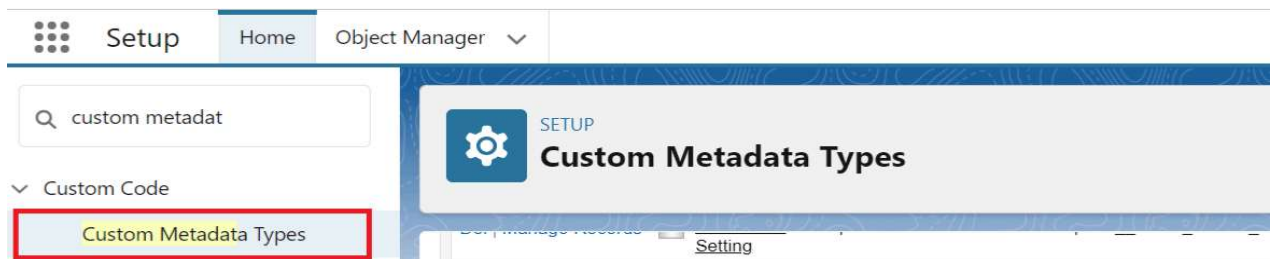 Setup Home Object Manager
custom metadat
SETUP
Custom Metadata Types
Custom Code
Custom Metadata Types
Setting